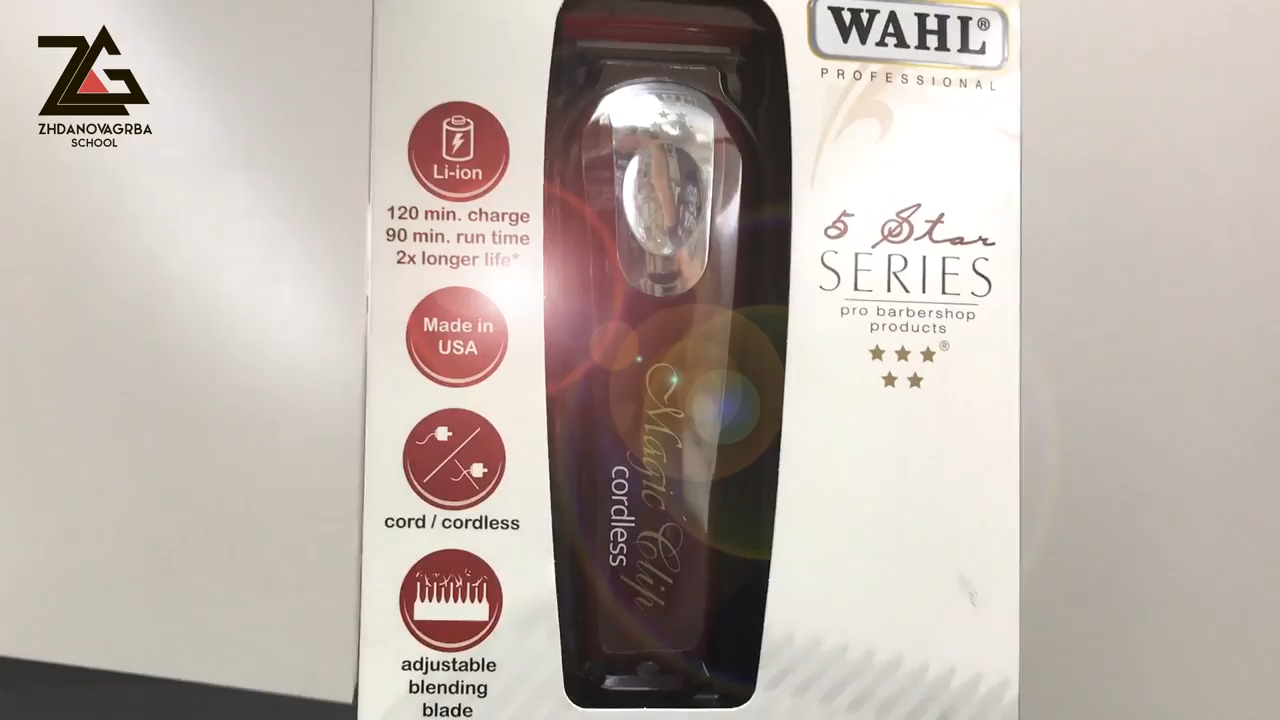 ZHDANOVAGRBA
SCHOOL
Li-ion
120 min. charge
90 min. run time
2x longer life*
Made in
USA
cord / cordless
adjustable
blending
blade
Magic Clip
cordless
WAHL®
PROFESSIONAL
5 Star
SERIES
pro barbershop
products
®